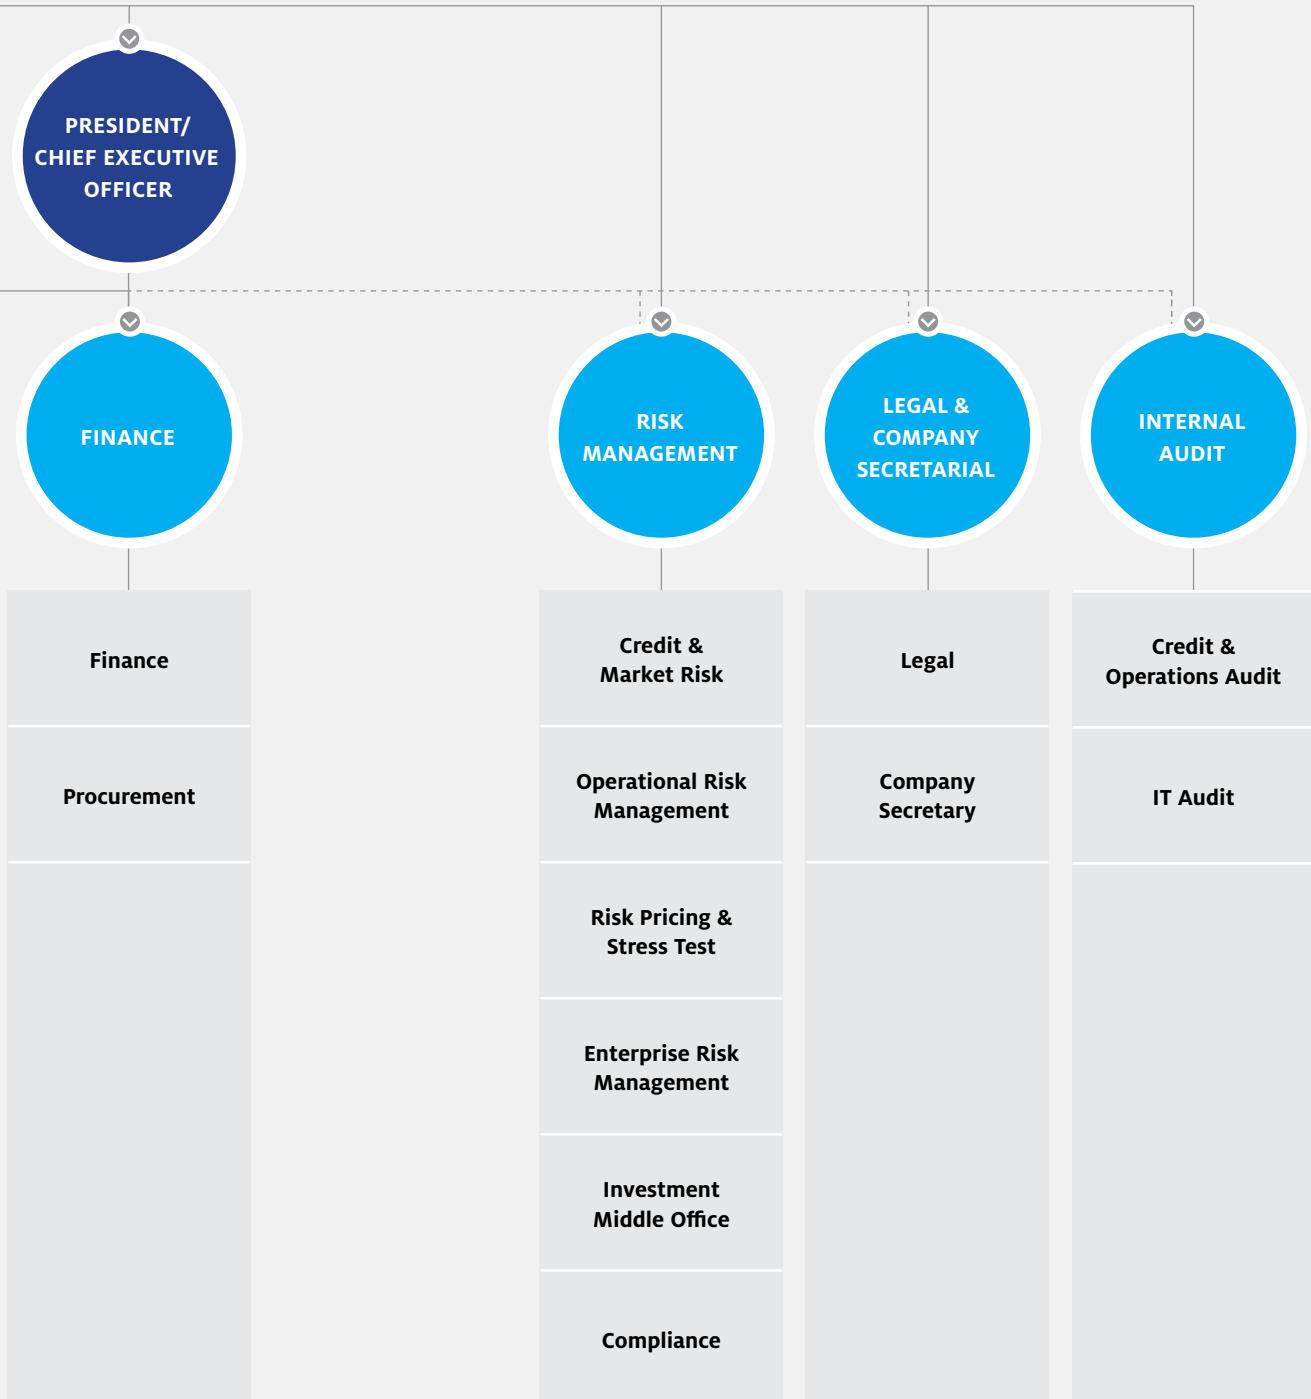 PRESIDENT/
CHIEF EXECUTIVE
OFFICER
FINANCE
RISK
MANAGEMENT
LEGAL &
COMPANY
SECRETARIAL
INTERNAL
AUDIT
Finance
Procurement
Credit &
Market Risk
Operational Risk
Management
Risk Pricing &
Stress Test
Enterprise Risk
Management
Investment
Middle Office
Compliance
Legal
Company
Secretary
Credit &
Operations Audit
IT Audit